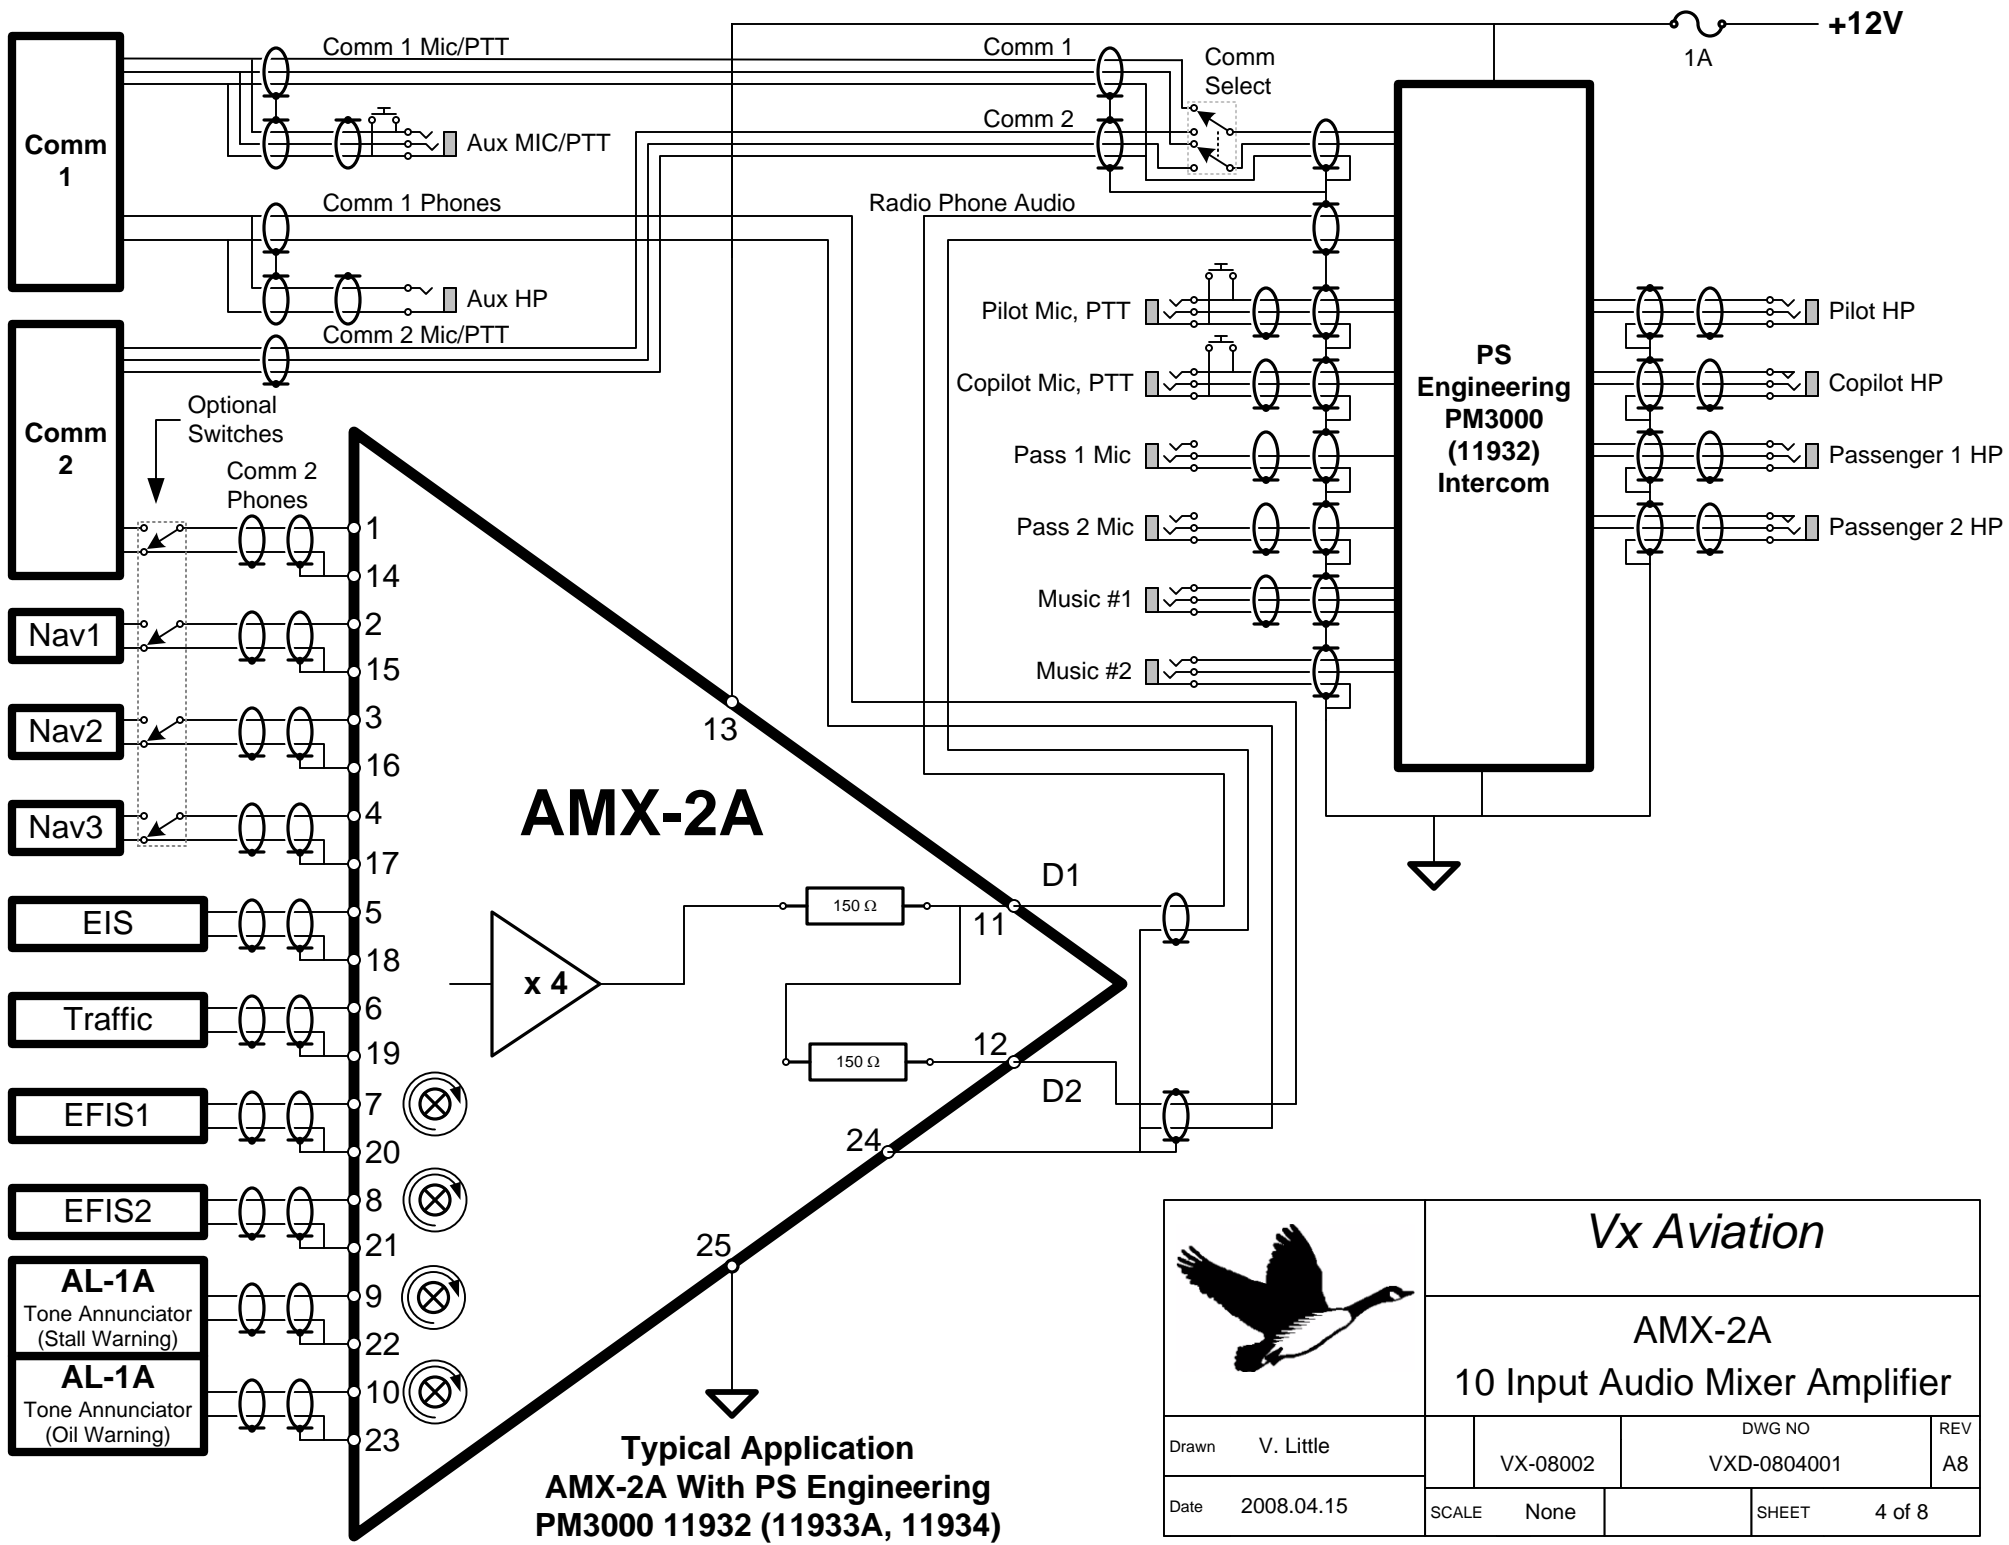 +12V
1A
Comm 1 Mic/PTT
Comm 1
Comm
Select
Comm
1
Aux MIC/PTT
Comm 2
Comm 1 Phones
Radio Phone Audio
Aux HP
Comm 2 Mic/PTT
Pilot Mic, PTT
Copilot Mic, PTT
Pass 1 Mic
Pass 2 Mic
Music #1
Music #2
PS
Engineering
PM3000
(11932)
Intercom
Pilot HP
Copilot HP
Passenger 1 HP
Passenger 2 HP
Comm
2
Optional
Switches
Comm 2
Phones
1
14
Nav1
2
15
Nav2
3
16
Nav3
4
17
EIS
5
18
Traffic
6
19
EFIS1
7
20
EFIS2
8
21
AL-1A
Tone Annunciator
(Stall Warning)
9
22
AL-1A
Tone Annunciator
(Oil Warning)
10
23
13
AMX-2A
x 4
150 Ω
D1
11
150 Ω
12
D2
24
25
Typical Application
AMX-2A With PS Engineering
PM3000 11932 (11933A, 11934)
Vx Aviation
AMX-2A
10 Input Audio Mixer Amplifier
Drawn V. Little
VX-08002
DWG NO
VXD-0804001
REV
A8
Date 2008.04.15
SCALE None
SHEET 4 of 8